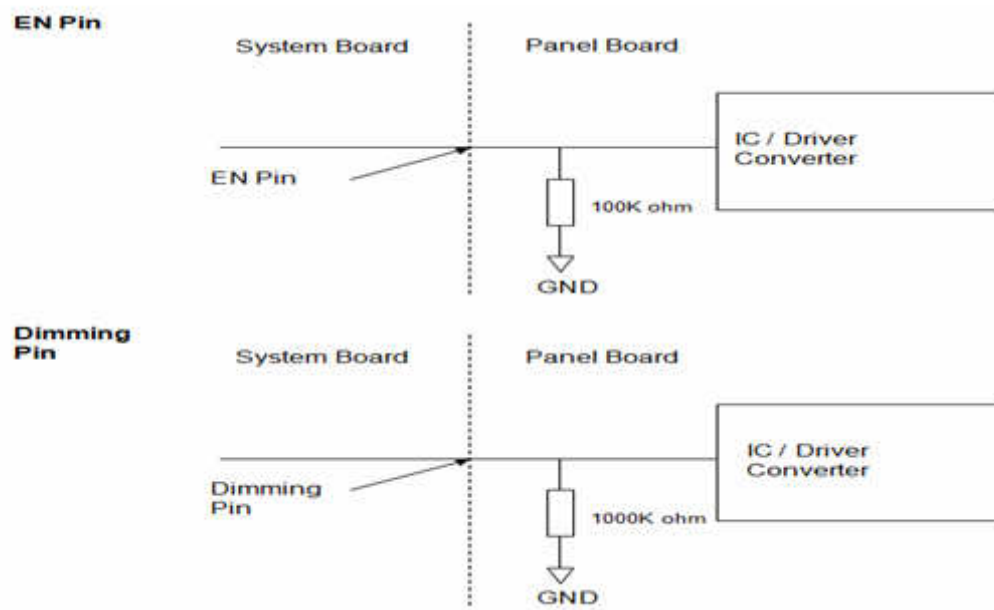 EN Pin
System Board
Panel Board
IC / Driver
Converter
EN Pin
100K ohm
GND
Dimming
Pin
System Board
Panel Board
IC / Driver
Converter
Dimming
Pin
1000K ohm
GND